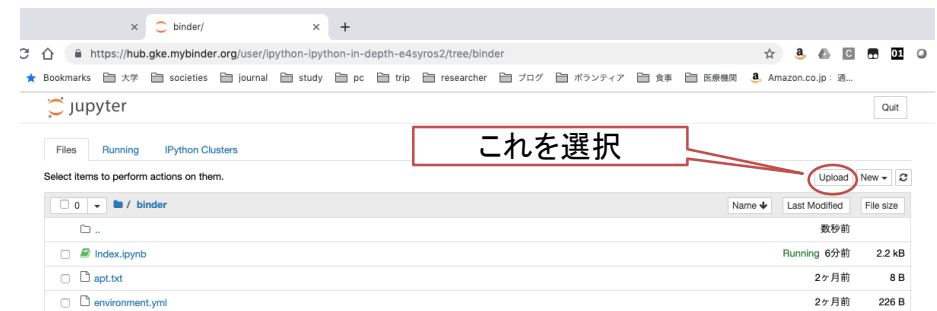 binder/
https://hub.gke.mybinder.org/user/ipython-ipython-in-depth-e4syros2/tree/binder
Bookmarks 大学 societies journal study pc trip researcher ブログ ボランティア 食事 医療機関 Amazon.co.jp： 通...
jupyter Quit
Files Running IPython Clusters
これを選択
Select items to perform actions on them. Upload New
0 / binder Name Last Modified File size
.. 数秒前
Index.ipynb Running 6分前 2.2 kB
apt.txt 2ヶ月前 8 B
environment.yml 2ヶ月前 226 B